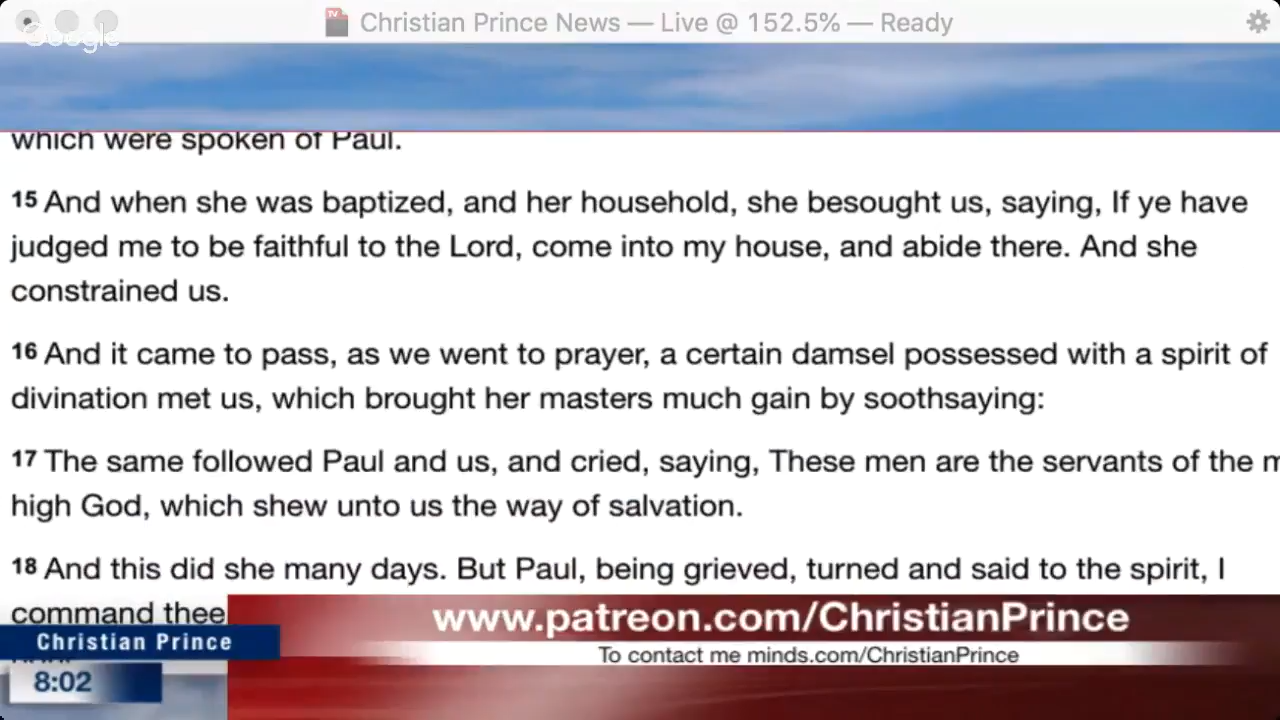 Christian Prince News — Live @ 152.5% — Ready
Google
which were spoken of Paul.
15 And when she was baptized, and her household, she besought us, saying, If ye have
judged me to be faithful to the Lord, come into my house, and abide there. And she
constrained us.
16 And it came to pass, as we went to prayer, a certain damsel possessed with a spirit of
divination met us, which brought her masters much gain by soothsaying:
17 The same followed Paul and us, and cried, saying, These men are the servants of the
high God, which shew unto us the way of salvation.
18 And this did she many days. But Paul, being grieved, turned and said to the spirit, I
command thee
www.patreon.com/ChristianPrince
Christian Prince
To contact me minds.com/ChristianPrince
8:02